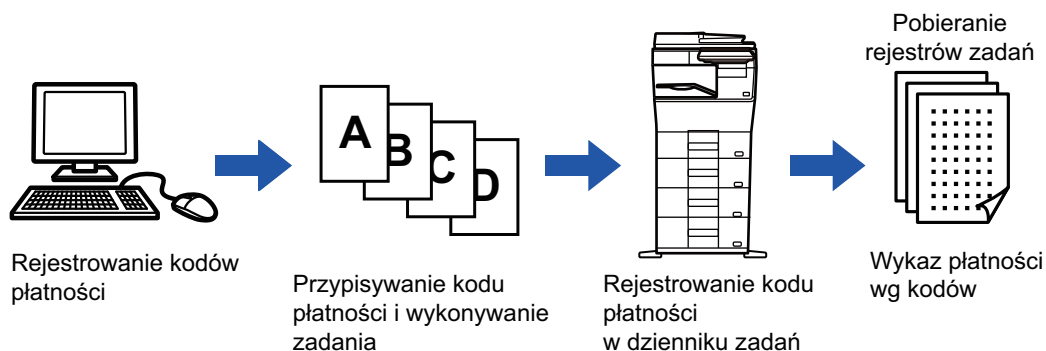 Rejestrowanie kodów
płatności
A
B
C
D
Przypisywanie kodu
płatności i wykonywanie
zadania
Rejestrowanie kodu
płatności
w dzienniku zadań
Pobieranie
rejestrów zadań
Wykaz płatności
wg kodów